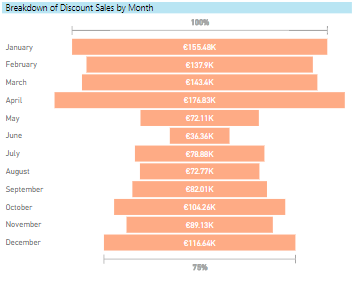 Breakdown of Discount Sales by Month
100%
January €155.48K
February €137.9K
March €143.4K
April €176.83K
May €72.11K
June €36.36K
July €78.88K
August €72.77K
September €82.01K
October €104.26K
November €89.13K
December €116.64K
75%